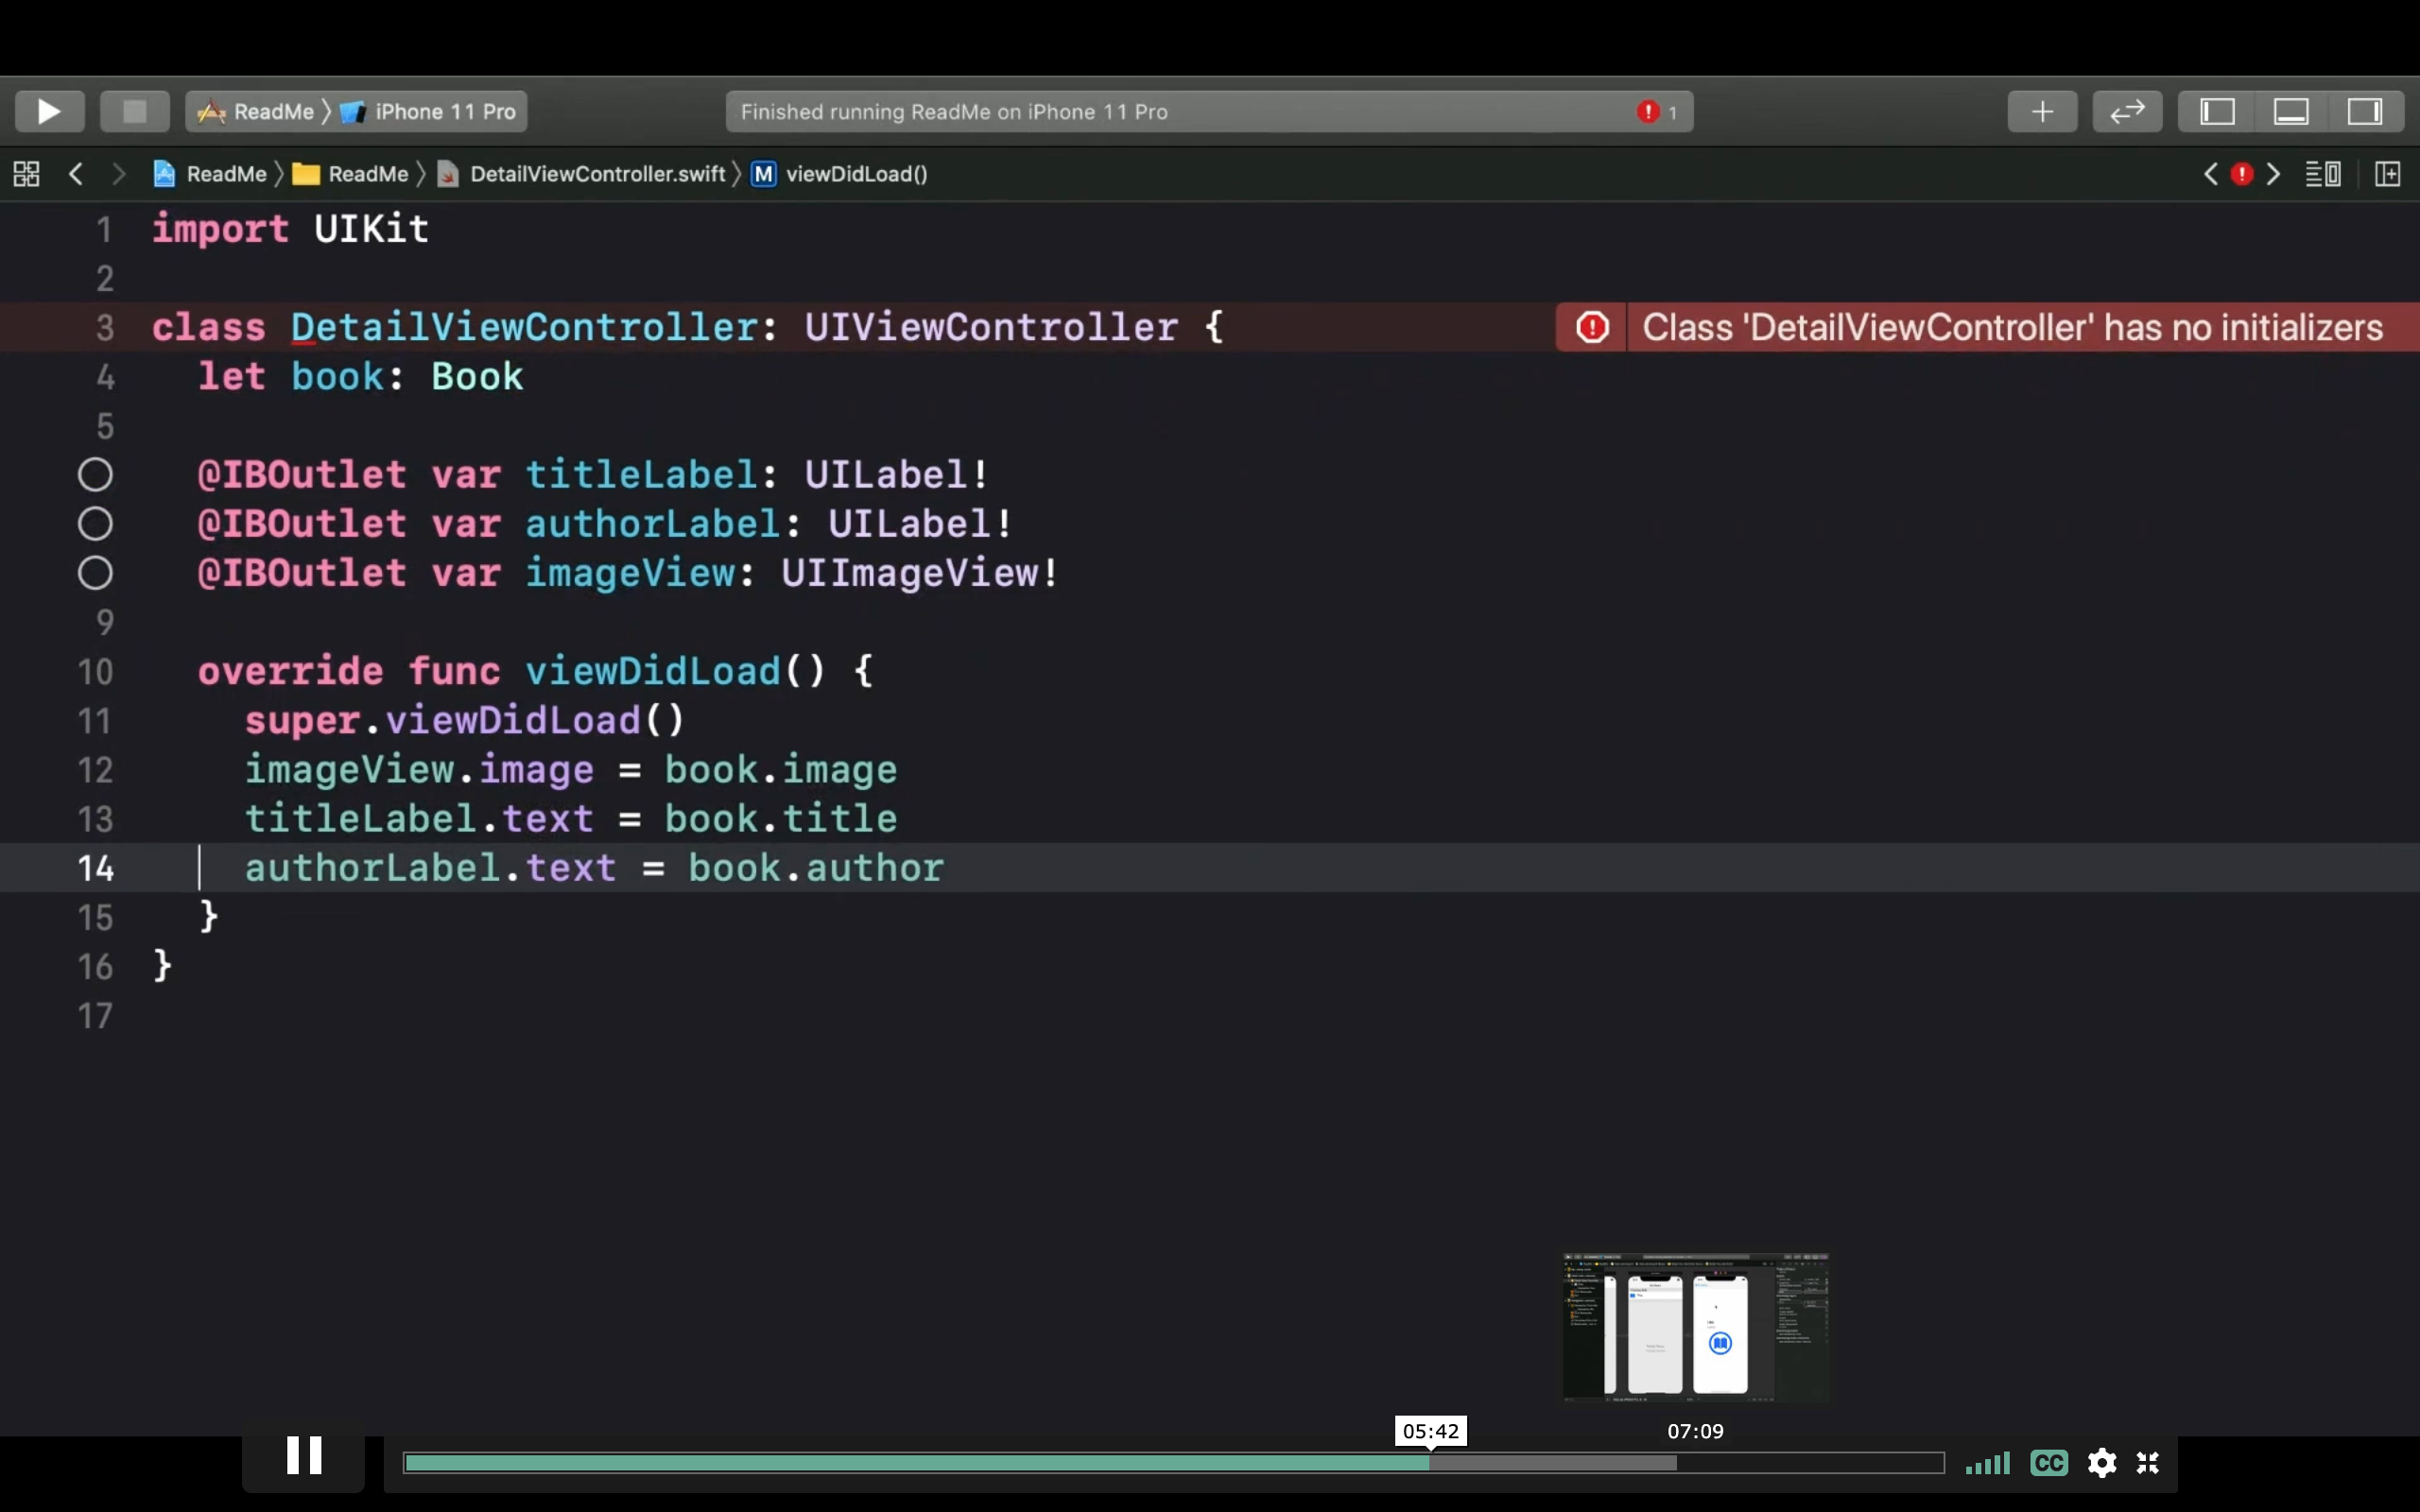 ReadMe 〉 iPhone 11 Pro
Finished running ReadMe on iPhone 11 Pro
1
ReadMe 〉 ReadMe 〉 DetailViewController.swift 〉 M viewDidLoad()
1 import UIKit
2
3 class DetailViewController: UIViewController {
Class 'DetailViewController' has no initializers
4 let book: Book
5
@IBOutlet var titleLabel: UILabel!
@IBOutlet var authorLabel: UILabel!
@IBOutlet var imageView: UIImageView!
9
10 override func viewDidLoad() {
11 super.viewDidLoad()
12 imageView.image = book.image
13 titleLabel.text = book.title
14 authorLabel.text = book.author
15 }
16 }
17
05:42
07:09
CC